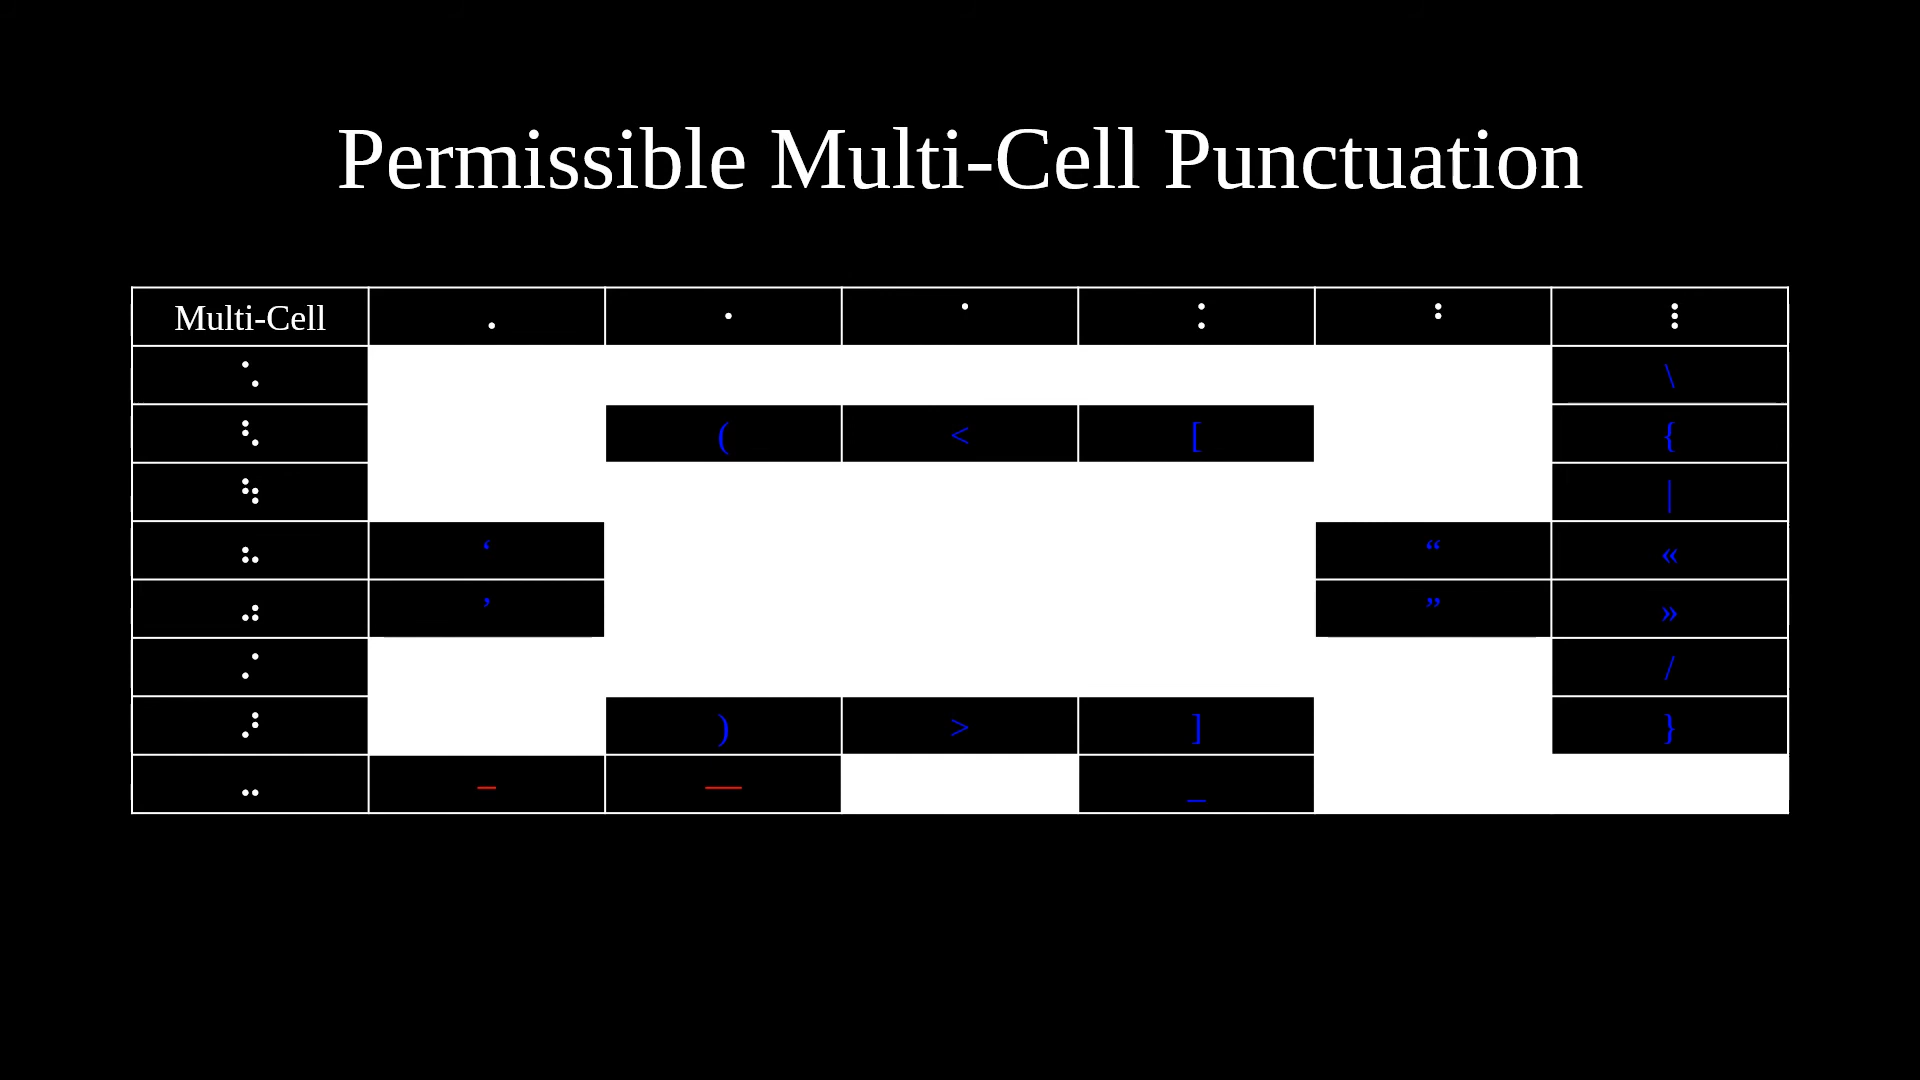 Permissible Multi-Cell Punctuation
Multi-Cell ⠠ ⠐ ⠈ ⠨ ⠘ ⠸
⠡ \
⠣ ( < [ {
⠳ |
⠦ ‘ “ «
⠴ ’ ” »
⠌ /
⠜ ) > ] }
⠤ – — _